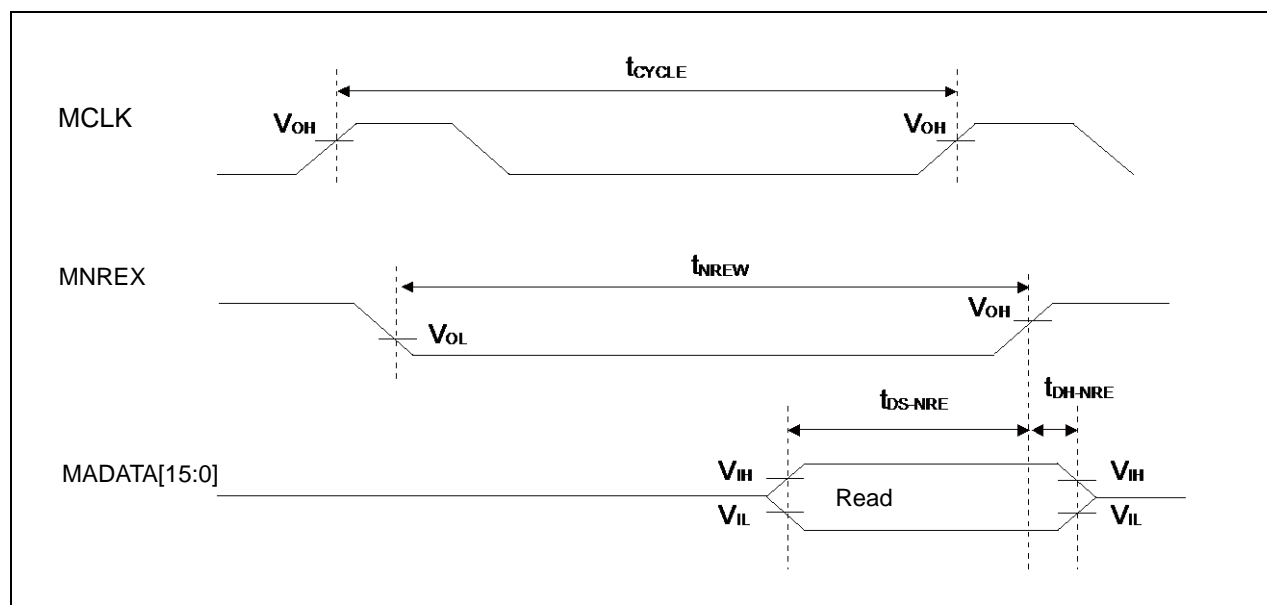 tCYCLE
MCLK
VOH
VOH
MNREX
tNREW
VOH
VOL
tDS-NRE
tDH-NRE
MADATA[15:0]
VIH
VIH
Read
VIL
VIL